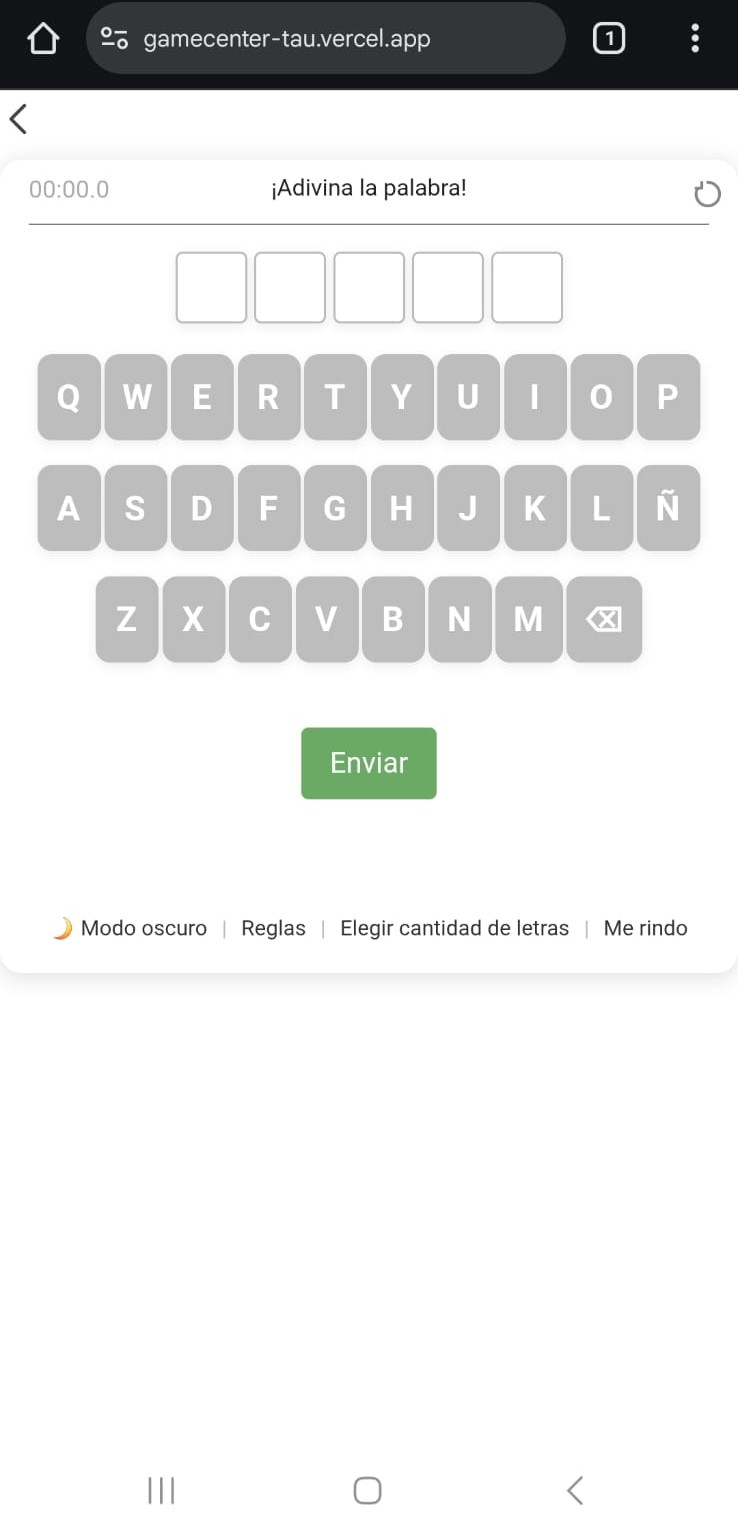 gamecenter-tau.vercel.app 1
00:00.0 ¡Adivina la palabra!
Q W E R T Y U I O P
A S D F G H J K L Ñ
Z X C V B N M
Enviar
Modo oscuro | Reglas | Elegir cantidad de letras | Me rindo